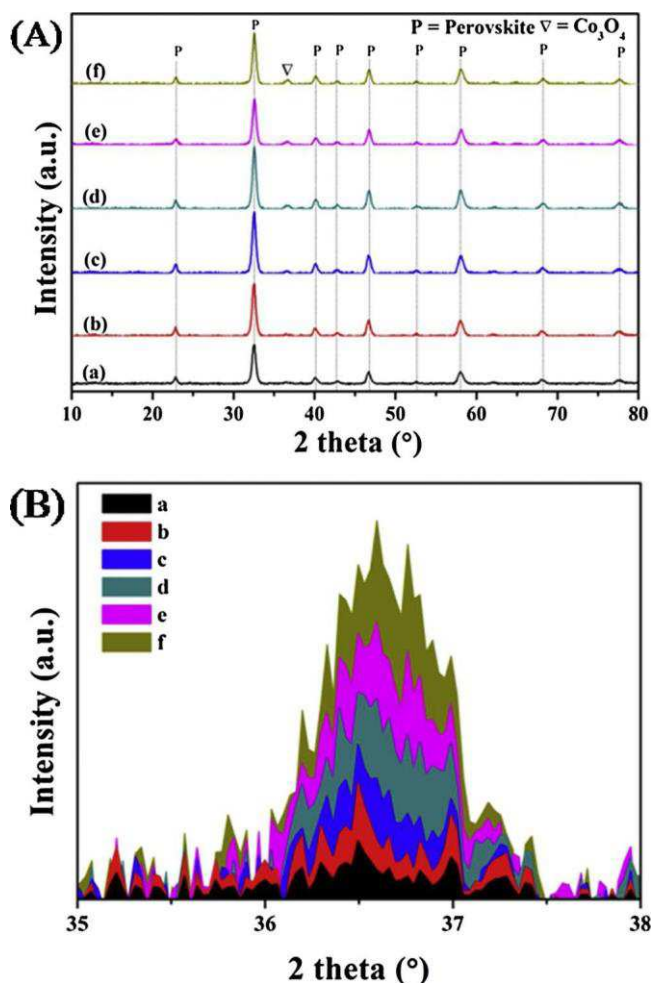 (A)
P = Perovskite ∇ = Co₃O₄
P P P P P P P P P
∇
(f)
(e)
(d)
(c)
(b)
(a)
Intensity (a.u.)
10 20 30 40 50 60 70 80
2 theta (°)
(B)
a
b
c
d
e
f
Intensity (a.u.)
35 36 37 38
2 theta (°)